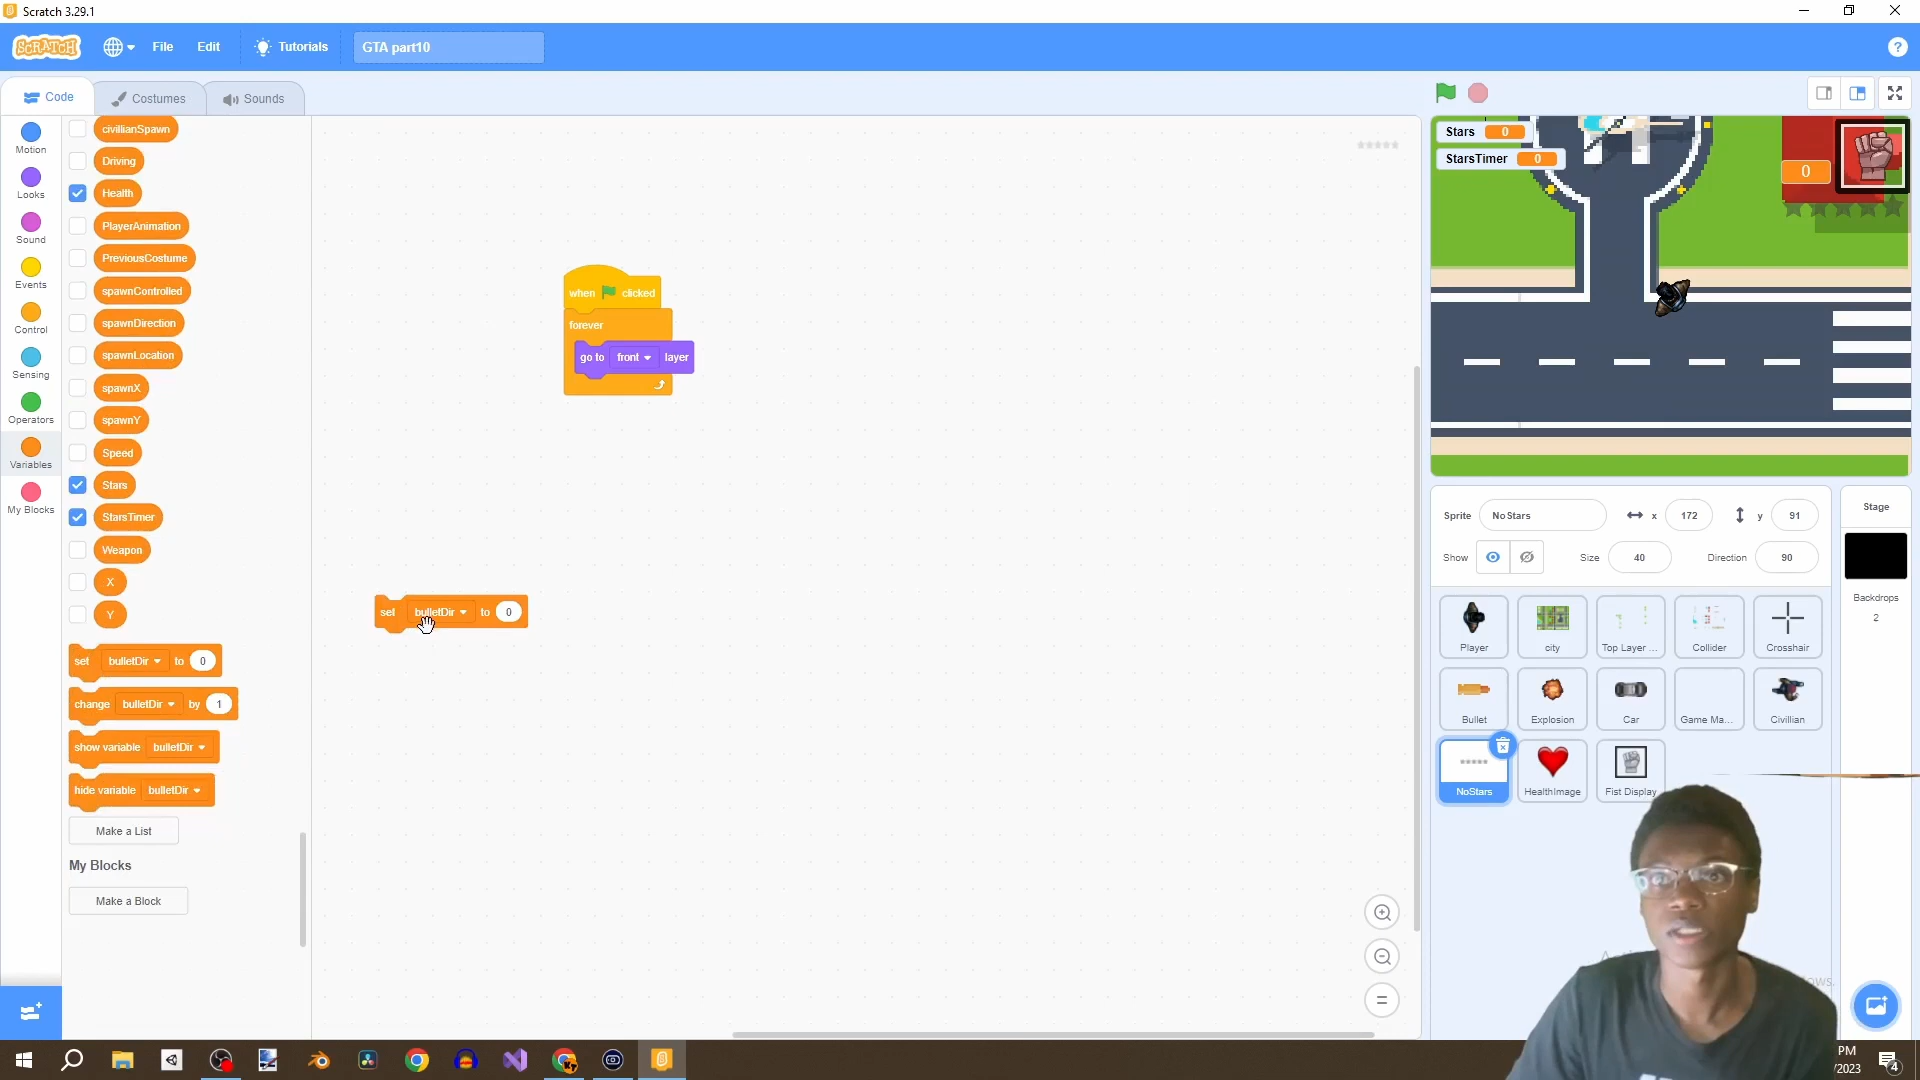 Scratch 3.29.1
SCRATCH
File
Edit
Tutorials
GTA part10
Code
Costumes
Sounds
Motion
Looks
Sound
Events
Control
Sensing
Operators
Variables
My Blocks
civillianSpawn
Driving
Health
PlayerAnimation
PreviousCostume
spawnControlled
spawnDirection
spawnLocation
spawnX
spawnY
Speed
Stars
StarsTimer
Weapon
X
Y
set bulletDir to 0
change bulletDir by 1
show variable bulletDir
hide variable bulletDir
Make a List
My Blocks
Make a Block
when clicked
forever
go to front layer
set bulletDir to 0
Stars 0
StarsTimer 0
0
Sprite NoStars x 172 y 91
Show Size 40 Direction 90
Stage
Backdrops
2
Player
city
Top Layer ...
Collider
Crosshair
Bullet
Explosion
Car
Game Ma...
Civillian
NoStars
HealthImage
Fist Display
PM
/2023
4